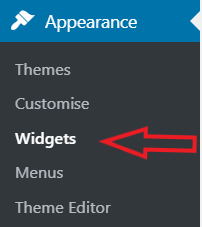 Appearance
Themes
Customise
Widgets
Menus
Theme Editor